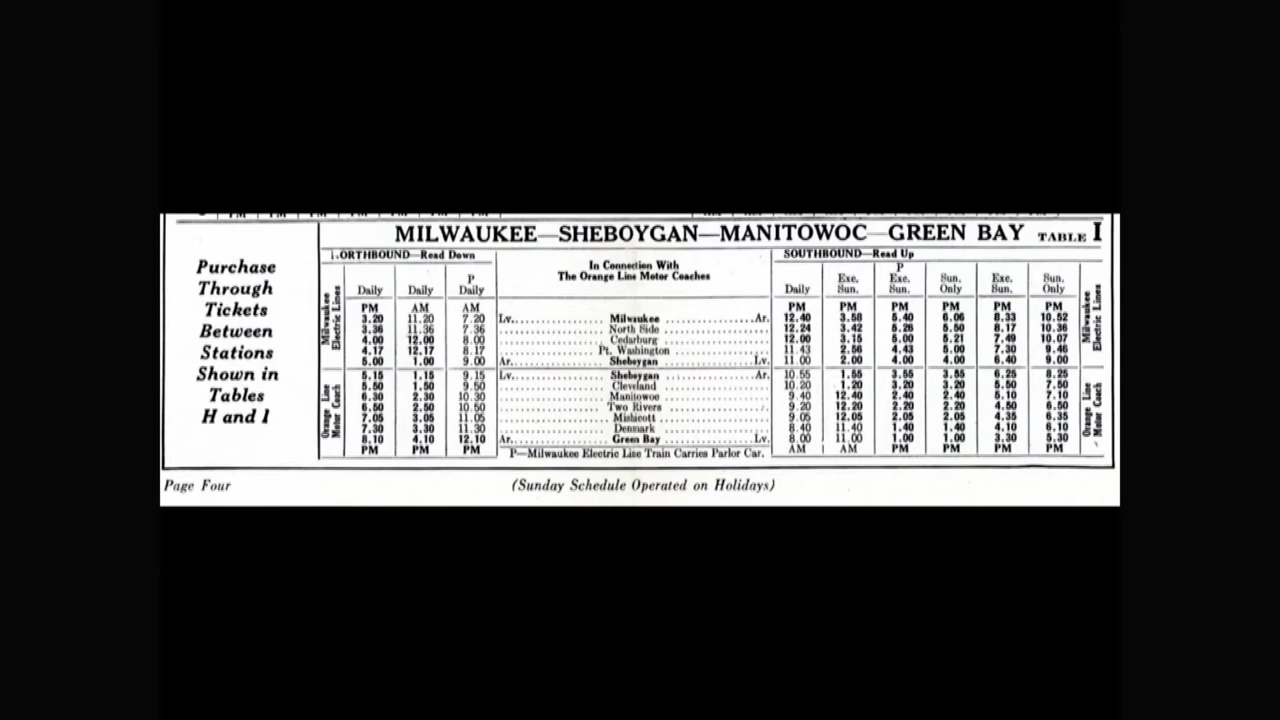 MILWAUKEE—SHEBOYGAN—MANITOWOC—GREEN BAY TABLE I
Purchase
Through
Tickets
Between
Stations
Shown in
Tables
H and I
NORTHBOUND—Read Down
In Connection With
The Orange Line Motor Coaches
SOUTHBOUND—Read Up
Milwaukee Electric Lines
Daily Daily P Daily
Daily Exc. Sun. P Exc. Sun. Sun. Only Exc. Sun. Sun. Only
Milwaukee Electric Lines
PM AM AM PM PM PM PM PM PM
3.20 11.20 7.20 Lv. Milwaukee Ar. 12.40 3.58 5.40 6.06 8.33 10.52
3.36 11.36 7.36 North Side 12.24 3.42 5.26 5.50 8.17 10.36
4.00 12.00 8.00 Cedarburg 12.00 3.15 5.00 5.21 7.49 10.07
4.17 12.17 8.17 Pt. Washington 11.43 2.56 4.43 5.00 7.30 9.46
5.00 1.00 9.00 Ar. Sheboygan Lv. 11.00 2.00 4.00 4.00 6.40 9.00
Orange Line Motor Coach
5.15 1.15 9.15 Lv. Sheboygan Ar. 10.55 1.55 3.55 3.55 6.25 8.25
5.50 1.50 9.50 Cleveland 10.20 1.20 3.20 3.20 5.50 7.50
6.30 2.30 10.30 Manitowoc 9.40 12.40 2.40 2.40 5.10 7.10
6.50 2.50 10.50 Two Rivers 9.20 12.20 2.20 2.20 4.50 6.50
7.05 3.05 11.05 Mishicott 9.05 12.05 2.05 2.05 4.35 6.35
7.30 3.30 11.30 Denmark 8.40 11.40 1.40 1.40 4.10 6.10
8.10 4.10 12.10 Ar. Green Bay Lv. 8.00 11.00 1.00 1.00 3.30 5.30
PM PM PM AM AM PM PM PM PM
Orange Line Motor Coach
P—Milwaukee Electric Line Train Carries Parlor Car.
Page Four
(Sunday Schedule Operated on Holidays)